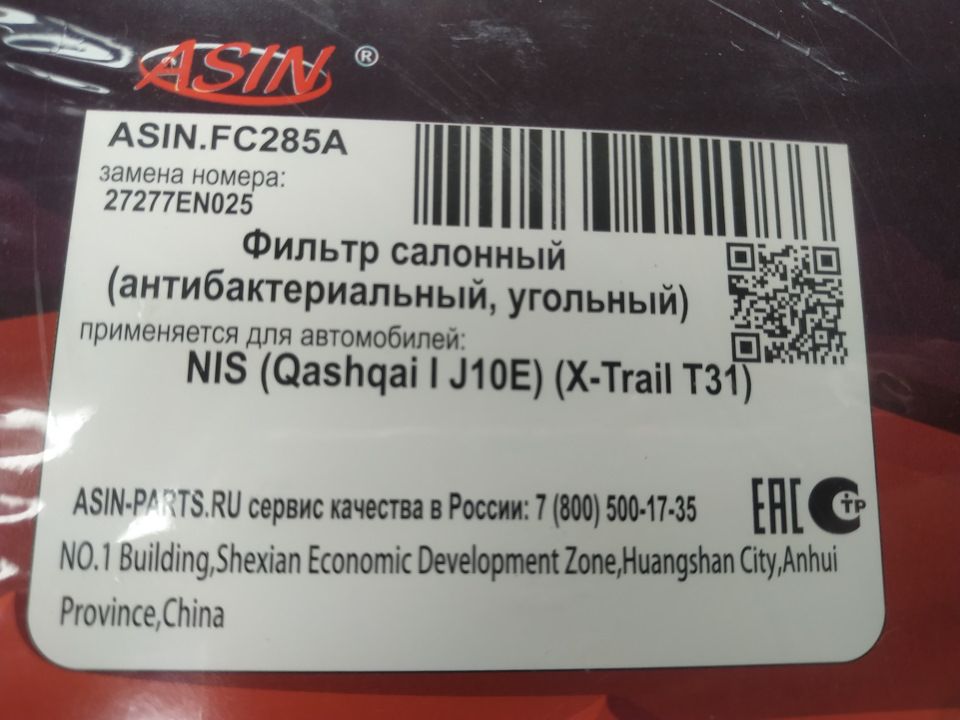 ASIN ®
ASIN.FC285A
замена номера:
27277EN025
Фильтр салонный
(антибактериальный, угольный)
применяется для автомобилей:
NIS (Qashqai I J10E) (X-Trail T31)
ASIN-PARTS.RU сервис качества в России: 7 (800) 500-17-35
EAC тр
NO.1 Building,Shexian Economic Development Zone,Huangshan City,Anhui
Province,China